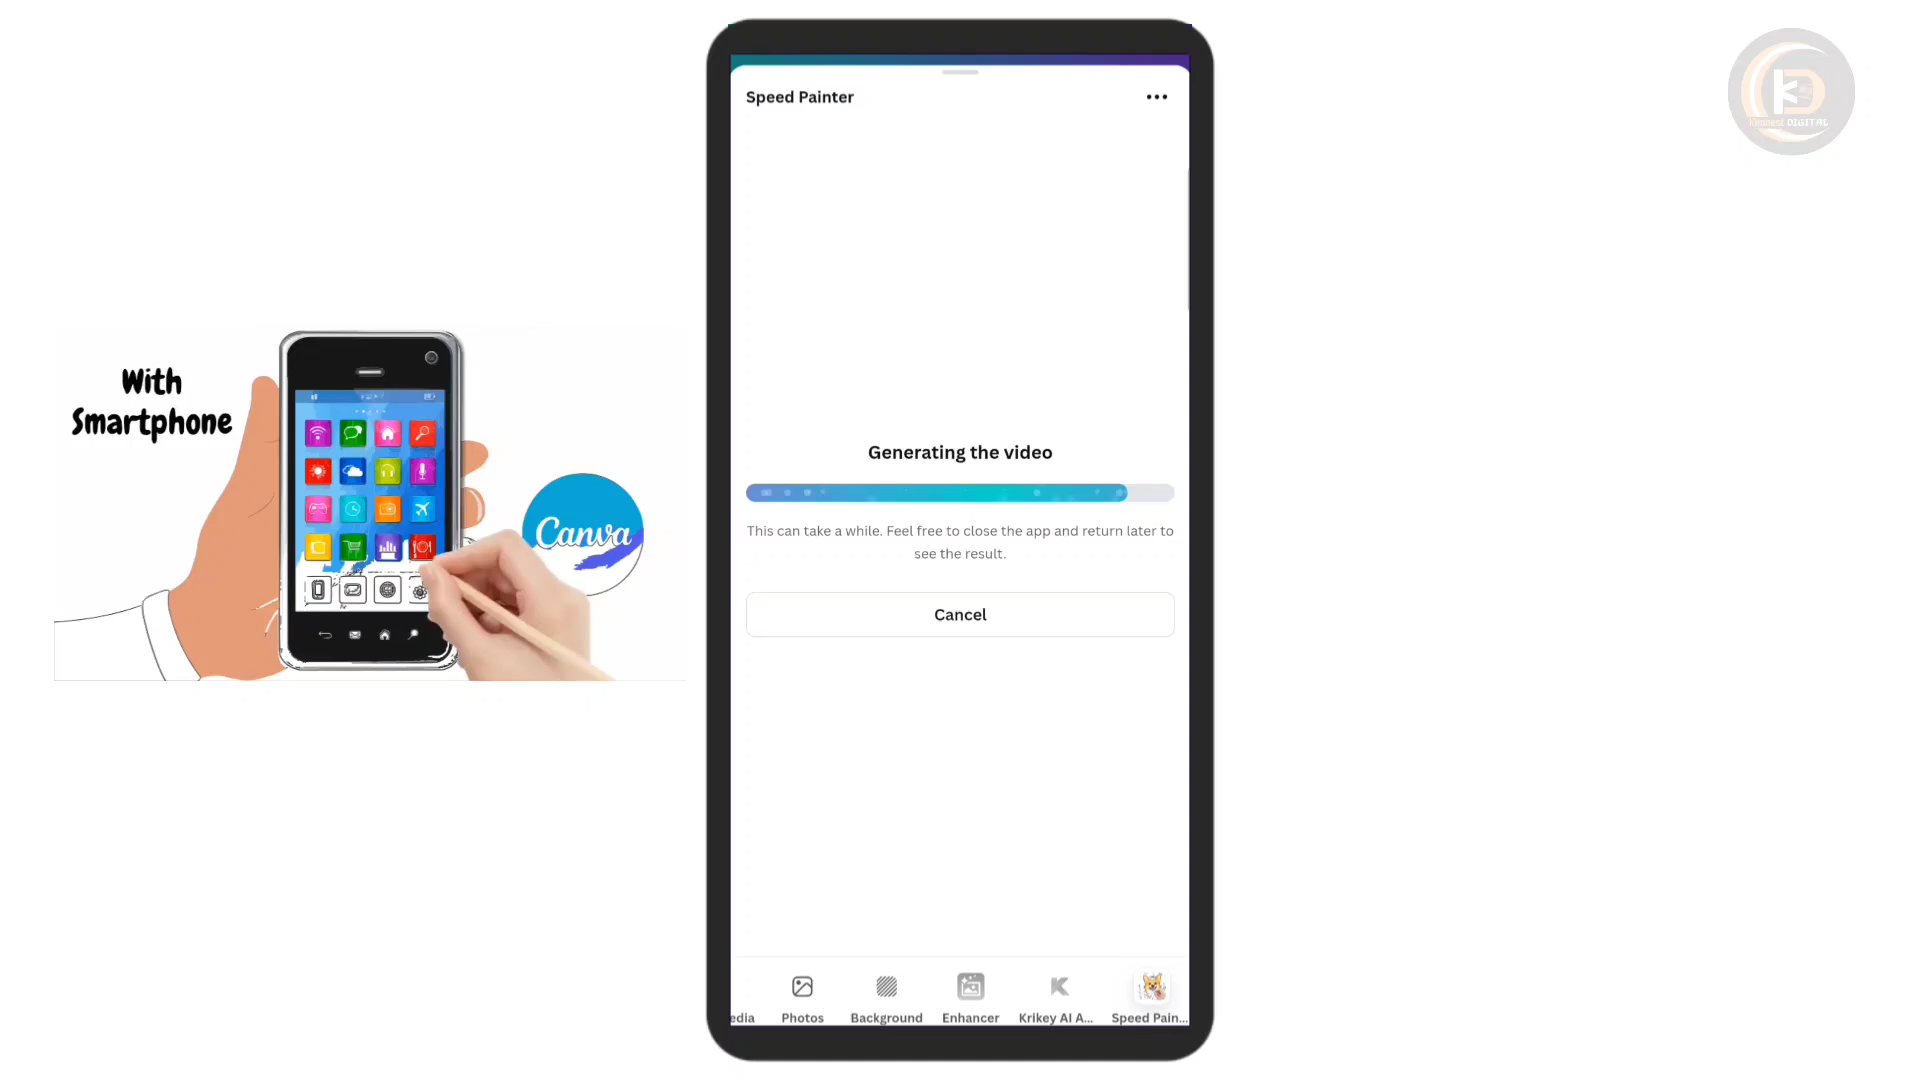 Speed Painter
DIGITAL
With
Smartphone
Canva
Generating the video
This can take a while. Feel free to close the app and return later to
see the result.
Cancel
edia
Photos
Background
Enhancer
Krikey AI A...
Speed Pain...